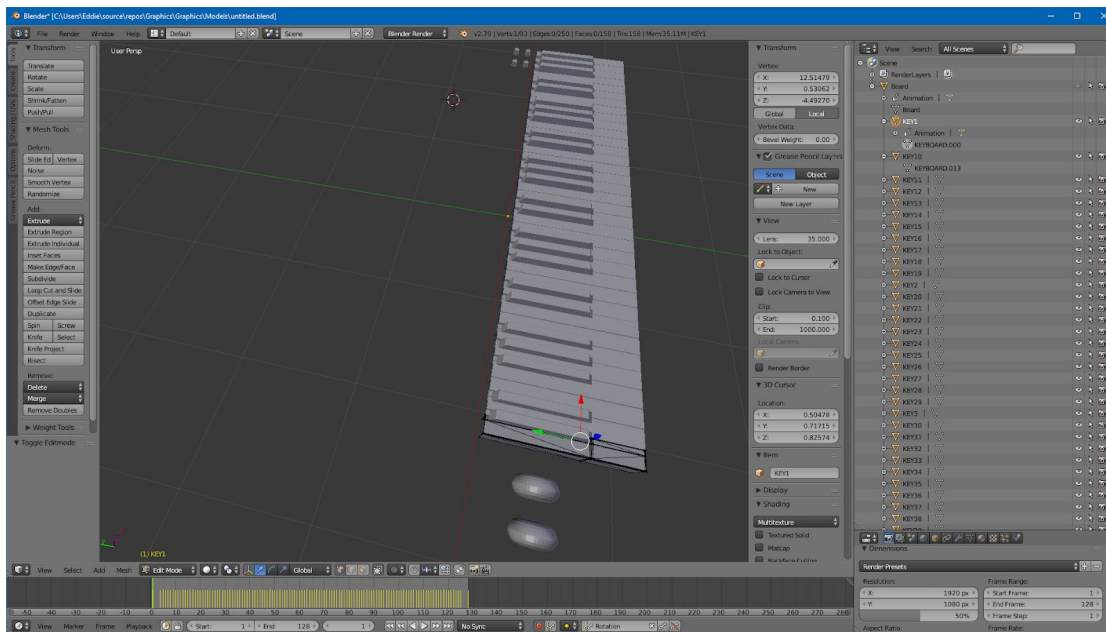 Blender* [C:\Users\Eddie\source\repos\Graphics\Graphics\Models\untitled.blend]
File Render Window Help Default Scene Blender Render v2.79 | Verts:1/93 | Edges:0/250 | Faces:0/158 | Tris:158 | Mem:35.11M | KEY1
Tools
Create
Shading / UVs
Options
Grease Pencil
Transform
Translate
Rotate
Scale
Shrink/Fatten
Push/Pull
Mesh Tools
Deform:
Slide Ed Vertex
Noise
Smooth Vertex
Randomize
Add:
Extrude
Extrude Region
Extrude Individual
Inset Faces
Make Edge/Face
Subdivide
Loop Cut and Slide
Offset Edge Slide
Duplicate
Spin Screw
Knife Select
Knife Project
Bisect
Remove:
Delete
Merge
Remove Doubles
Weight Tools
Toggle Editmode
User Persp
(1) KEY1
Transform
Vertex:
X: 12.51479
Y: 0.53062
Z: -4.49270
Global Local
Vertex Data:
Bevel Weight: 0.00
Grease Pencil Layers
Scene Object
New
New Layer
View
Lens: 35.000
Lock to Object:
Lock to Cursor
Lock Camera to View
Clip:
Start: 0.100
End: 1000.000
Local Camera:
Render Border
3D Cursor
Location:
X: 0.50478
Y: 0.71715
Z: 0.82574
Item
KEY1
Display
Shading
Multitexture
Textured Solid
Matcap
Backface Culling
View Search All Scenes
Scene
RenderLayers |
Board
Animation |
Board
KEY1
Animation |
KEYBOARD.000
KEY10
KEYBOARD.013
KEY11 |
KEY12 |
KEY13 |
KEY14 |
KEY15 |
KEY16 |
KEY17 |
KEY18 |
KEY19 |
KEY2 |
KEY20 |
KEY21 |
KEY22 |
KEY23 |
KEY24 |
KEY25 |
KEY26 |
KEY27 |
KEY28 |
KEY29 |
KEY3 |
KEY30 |
KEY31 |
KEY32 |
KEY33 |
KEY34 |
KEY35 |
KEY36 |
KEY37 |
KEY38 |
Dimensions
Render Presets
Resolution: Frame Range:
X: 1920 px Start Frame: 1
Y: 1080 px End Frame: 128
50% Frame Step: 1
Aspect Ratio: Frame Rate:
View Select Add Mesh Edit Mode Global
-50 -40 -30 -20 -10 0 10 20 30 40 50 60 70 80 90 100 110 120 130 140 150 160 170 180 190 200 210 220 230 240 250 260 270 280
View Marker Frame Playback Start: 1 End: 128 1 No Sync Rotation